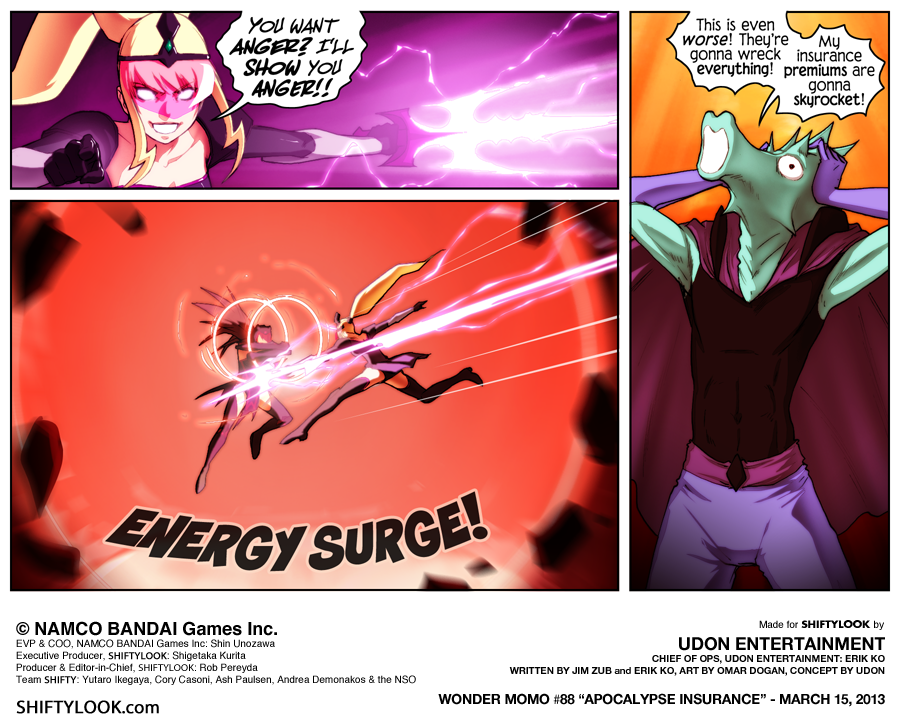 YOU WANT
ANGER? I'LL
SHOW YOU
ANGER!!
This is even
worse! They're
gonna wreck
everything!
My
insurance
premiums are
gonna
skyrocket!
ENERGY SURGE!
© NAMCO BANDAI Games Inc.
EVP & COO, NAMCO BANDAI Games Inc: Shin Unozawa
Executive Producer, SHIFTYLOOK: Shigetaka Kurita
Producer & Editor-in-Chief, SHIFTYLOOK: Rob Pereyda
Team SHIFTY: Yutaro Ikegaya, Cory Casoni, Ash Paulsen, Andrea Demonakos & the NSO
SHIFTYLOOK.com
Made for SHIFTYLOOK by
UDON ENTERTAINMENT
CHIEF OF OPS, UDON ENTERTAINMENT: ERIK KO
WRITTEN BY JIM ZUB and ERIK KO, ART BY OMAR DOGAN, CONCEPT BY UDON
WONDER MOMO #88 “APOCALYPSE INSURANCE” - MARCH 15, 2013